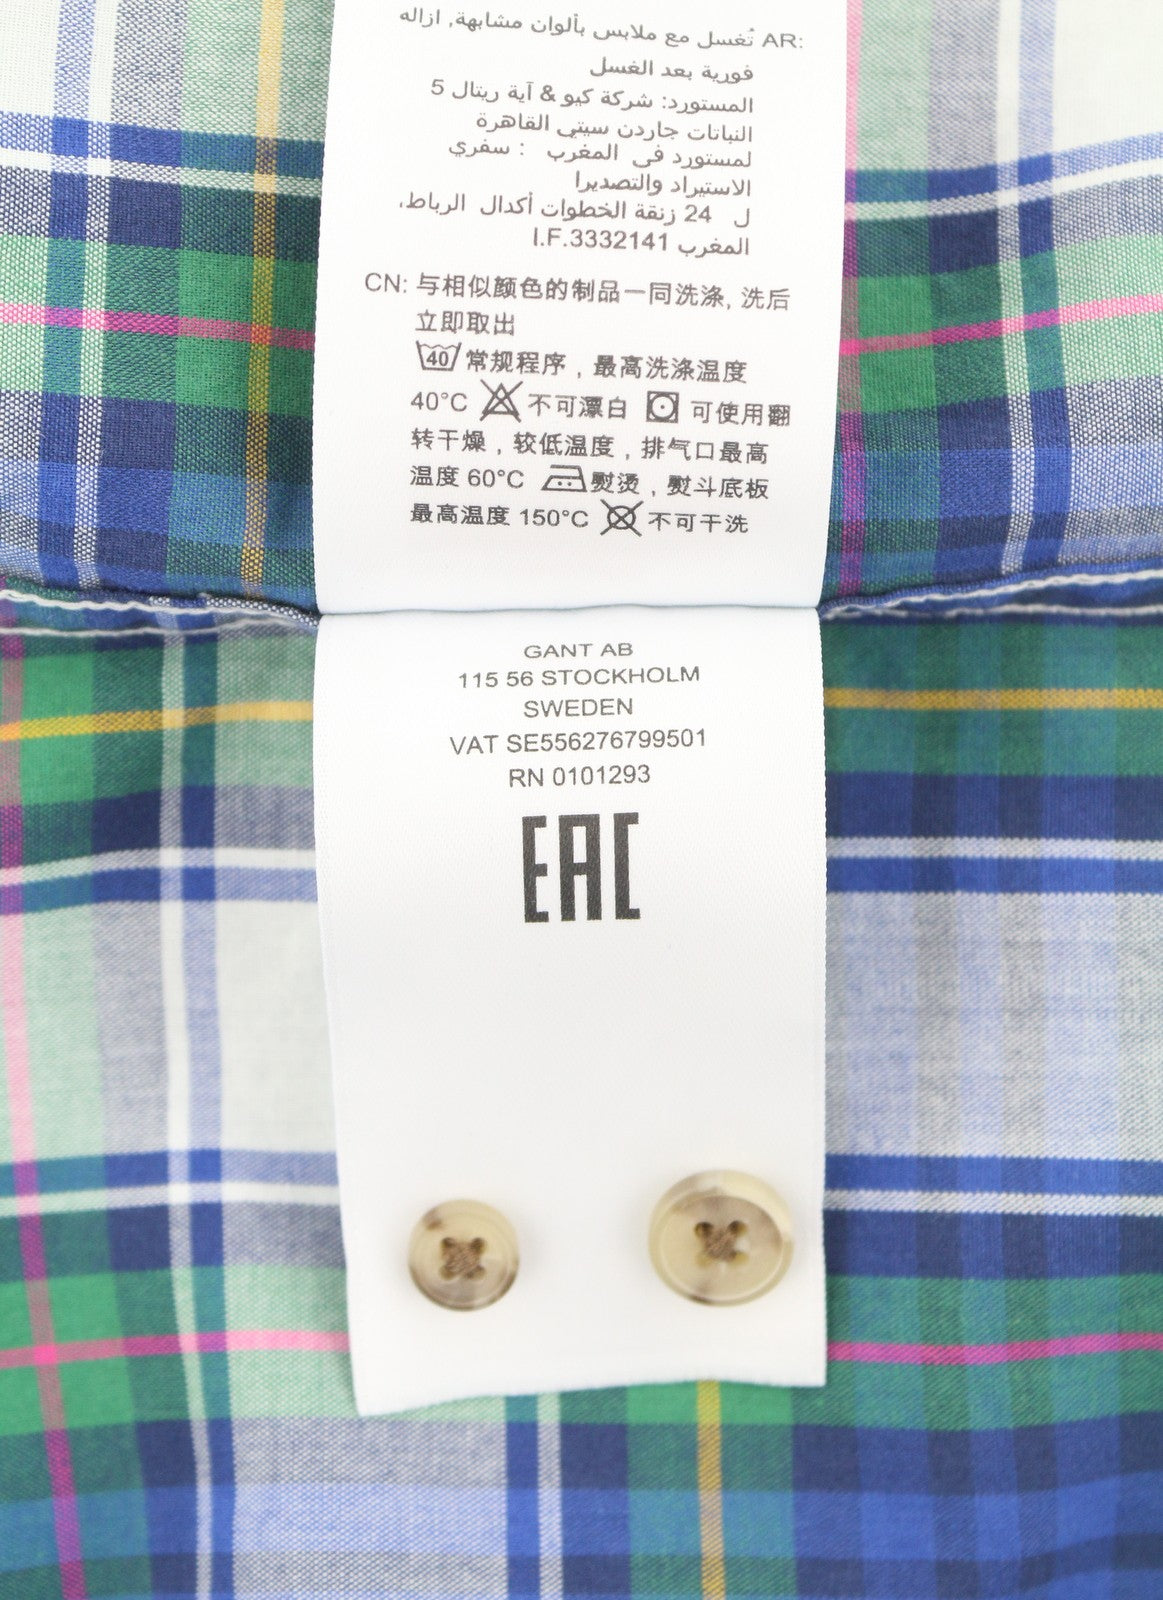 AR: تُغسل مع ملابس بألوان مشابهة, ازاله
فورية بعد الغسل
المستورد: شركة كيو & آية ريتال 5
النباتات جاردن سيتي القاهرة
لمستورد في المغرب : سفري
الاستيراد والتصديرا
ل 24 زنقة الخطوات أكدال الرباط،
المغرب I.F.3332141
CN: 与相似颜色的制品一同洗涤, 洗后
立即取出
40 常规程序，最高洗涤温度
40°C 不可漂白 可使用翻
转干燥，较低温度，排气口最高
温度 60°C 熨烫，熨斗底板
最高温度 150°C 不可干洗
GANT AB
115 56 STOCKHOLM
SWEDEN
VAT SE556276799501
RN 0101293
EAC